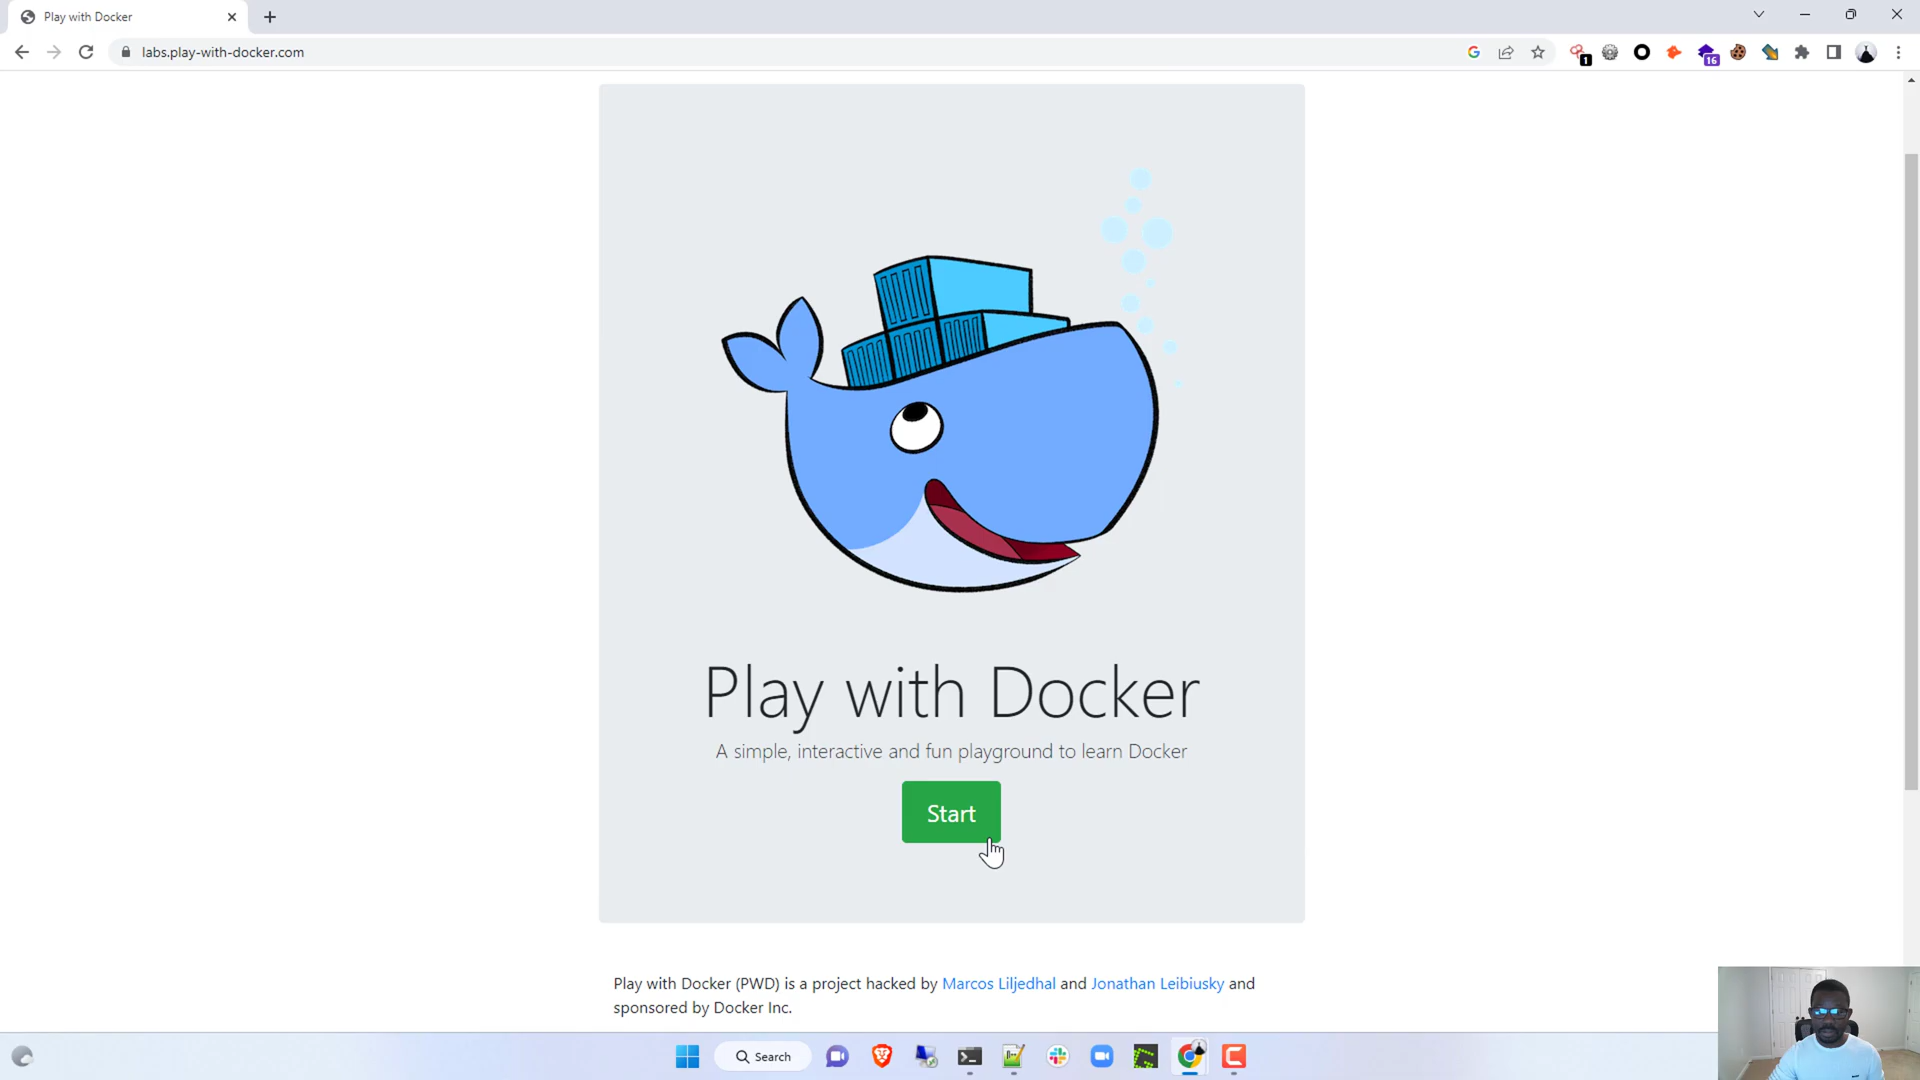 Play with Docker
labs.play-with-docker.com
1
16
Play with Docker
A simple, interactive and fun playground to learn Docker
Start
Play with Docker (PWD) is a project hacked by Marcos Liljedhal and Jonathan Leibiusky and
sponsored by Docker Inc.
Search